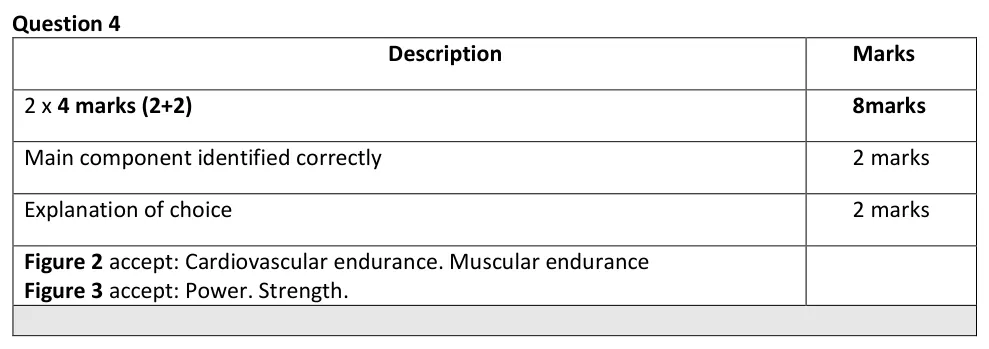 Question 4
Description Marks
2 x 4 marks (2+2) 8marks
Main component identified correctly 2 marks
Explanation of choice 2 marks
Figure 2 accept: Cardiovascular endurance. Muscular endurance
Figure 3 accept: Power. Strength.